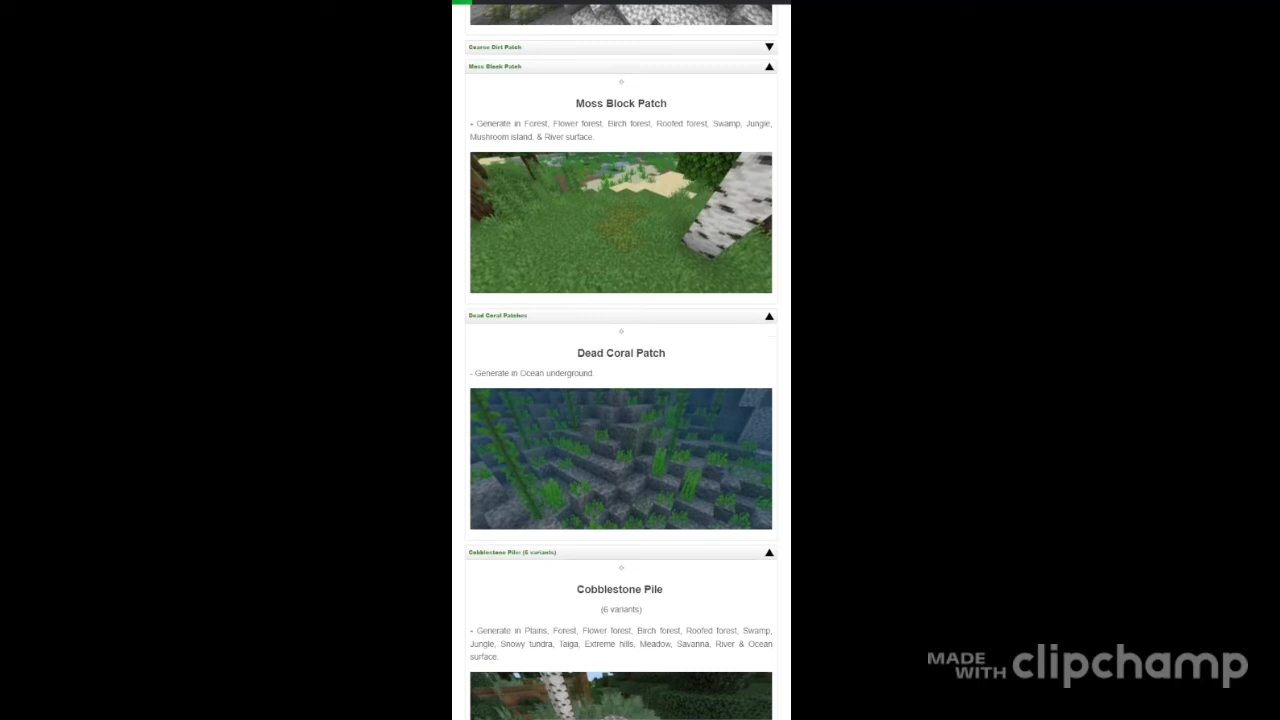 Coarse Dirt Patch
Moss Block Patch
Moss Block Patch
- Generate in Forest, Flower forest, Birch forest, Roofed forest, Swamp, Jungle,
Mushroom island, & River surface.
Dead Coral Patches
Dead Coral Patch
- Generate in Ocean underground.
Cobblestone Piles (6 variants)
Cobblestone Pile
(6 variants)
- Generate in Plains, Forest, Flower forest, Birch forest, Roofed forest, Swamp,
Jungle, Snowy tundra, Taiga, Extreme hills, Meadow, Savanna, River & Ocean
surface.
MADE
WITH clipchamp